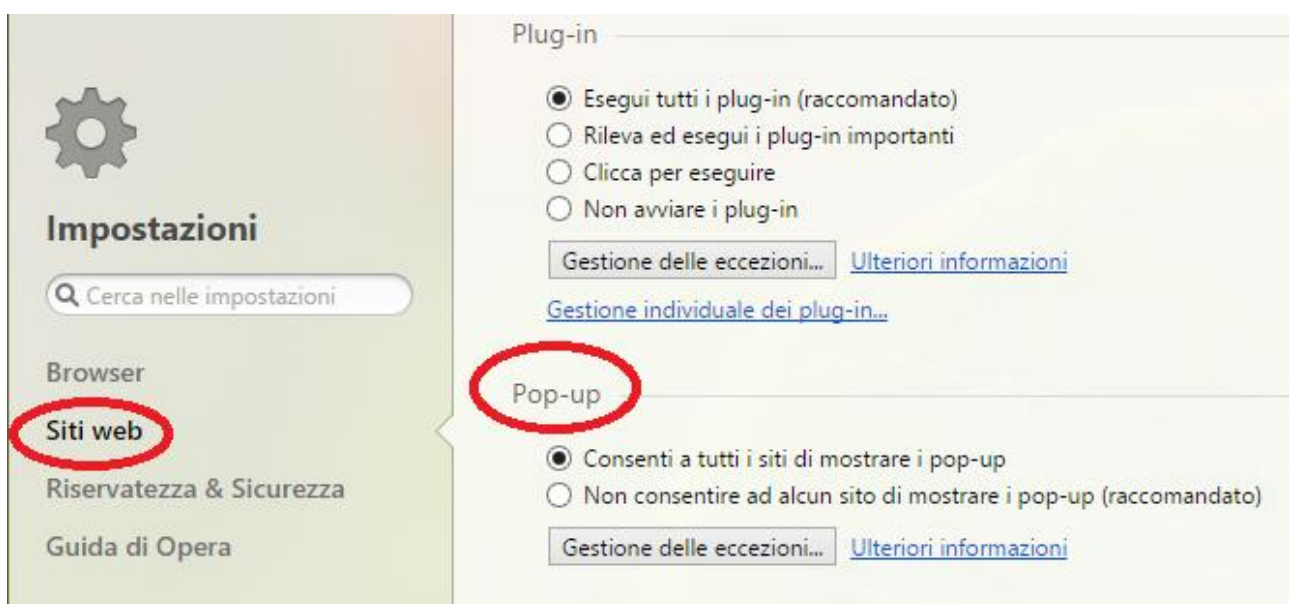 Impostazioni
Cerca nelle impostazioni
Browser
Siti web
Riservatezza & Sicurezza
Guida di Opera
Plug-in
Esegui tutti i plug-in (raccomandato)
Rileva ed esegui i plug-in importanti
Clicca per eseguire
Non avviare i plug-in
Gestione delle eccezioni... Ulteriori informazioni
Gestione individuale dei plug-in...
Pop-up
Consenti a tutti i siti di mostrare i pop-up
Non consentire ad alcun sito di mostrare i pop-up (raccomandato)
Gestione delle eccezioni... Ulteriori informazioni